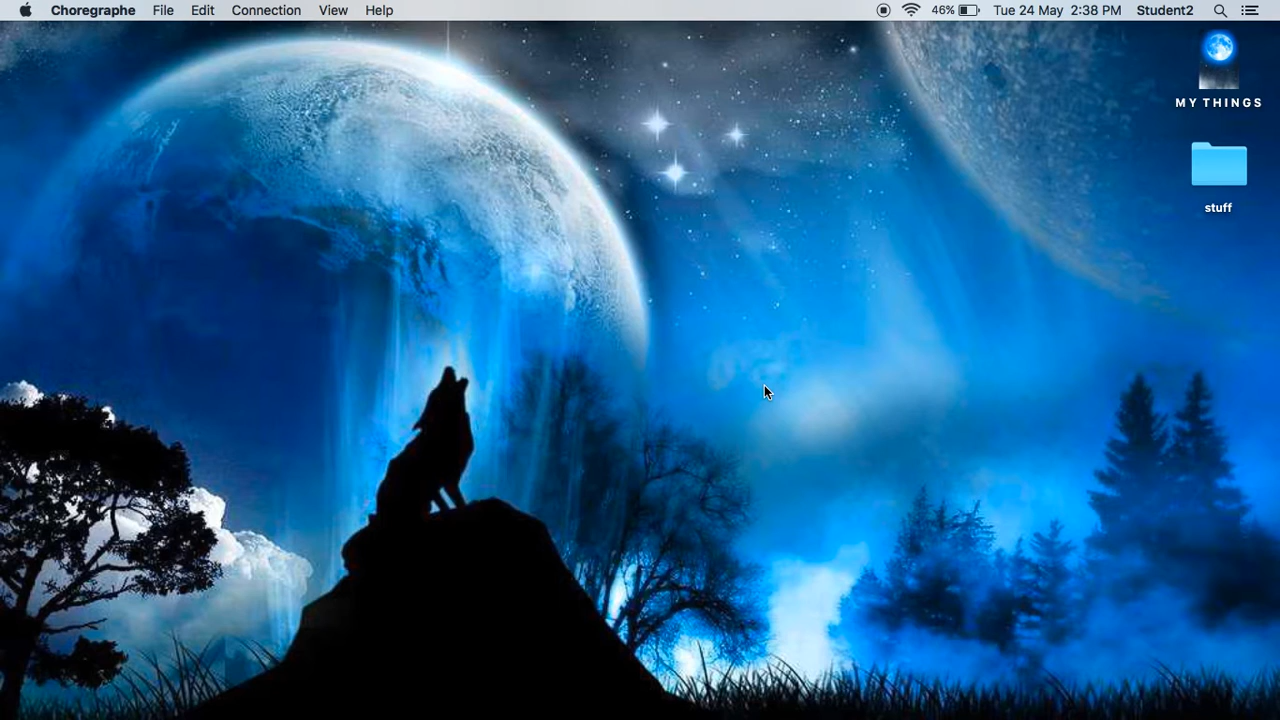 Choregraphe File Edit Connection View Help 46% Tue 24 May 2:38 PM Student2
MY THINGS
stuff